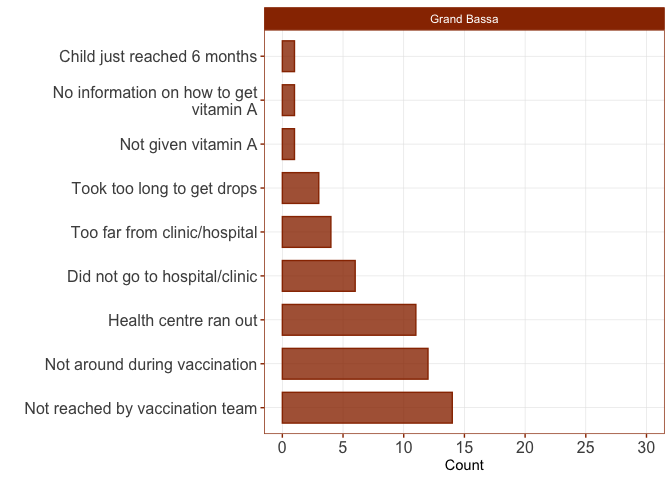 Grand Bassa
Child just reached 6 months
No information on how to get
vitamin A
Not given vitamin A
Took too long to get drops
Too far from clinic/hospital
Did not go to hospital/clinic
Health centre ran out
Not around during vaccination
Not reached by vaccination team
0 5 10 15 20 25 30
Count